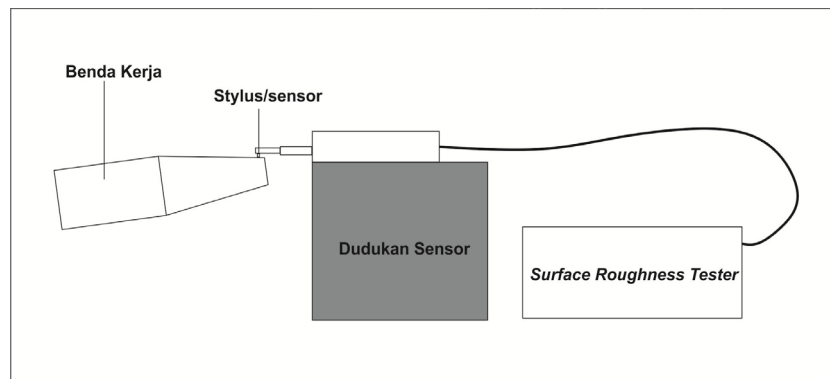 Benda Kerja
Stylus/sensor
Dudukan Sensor
Surface Roughness Tester